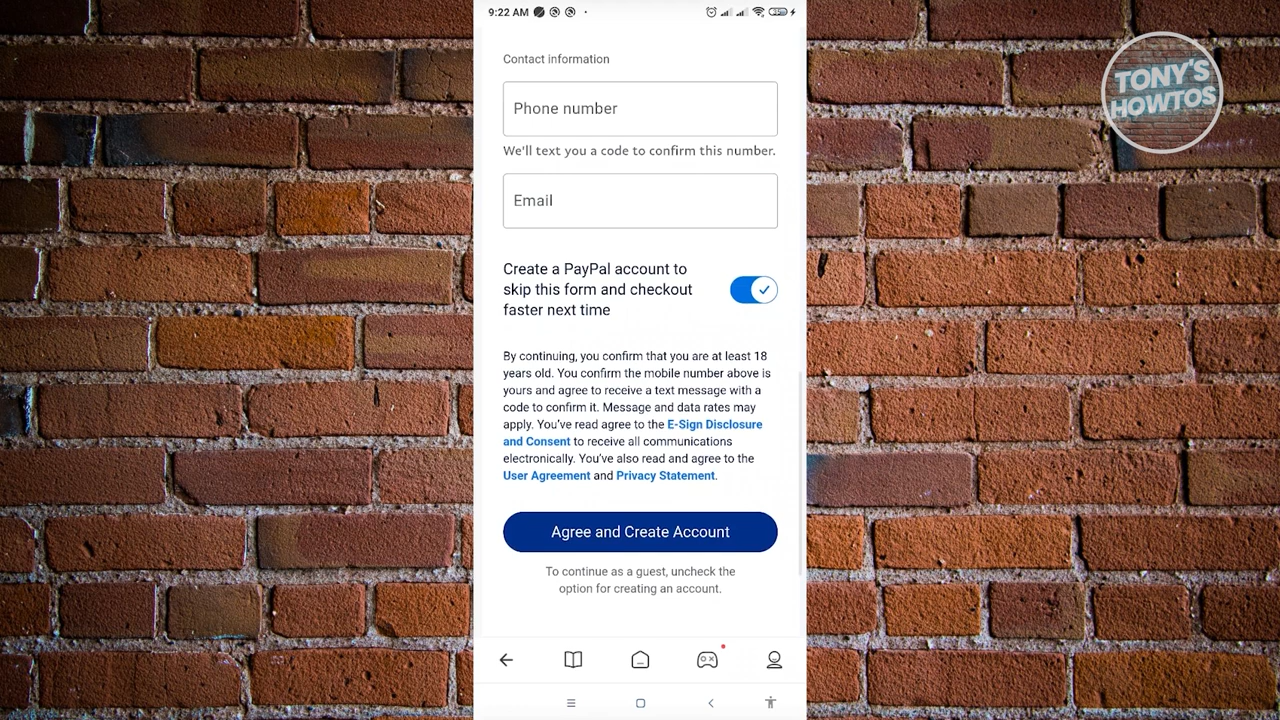 9:22 AM
TONY'S
HOWTOS
Contact information
Phone number
We'll text you a code to confirm this number.
Email
Create a PayPal account to
skip this form and checkout
faster next time
By continuing, you confirm that you are at least 18
years old. You confirm the mobile number above is
yours and agree to receive a text message with a
code to confirm it. Message and data rates may
apply. You've read agree to the E-Sign Disclosure
and Consent to receive all communications
electronically. You've also read and agree to the
User Agreement and Privacy Statement.
Agree and Create Account
To continue as a guest, uncheck the
option for creating an account.